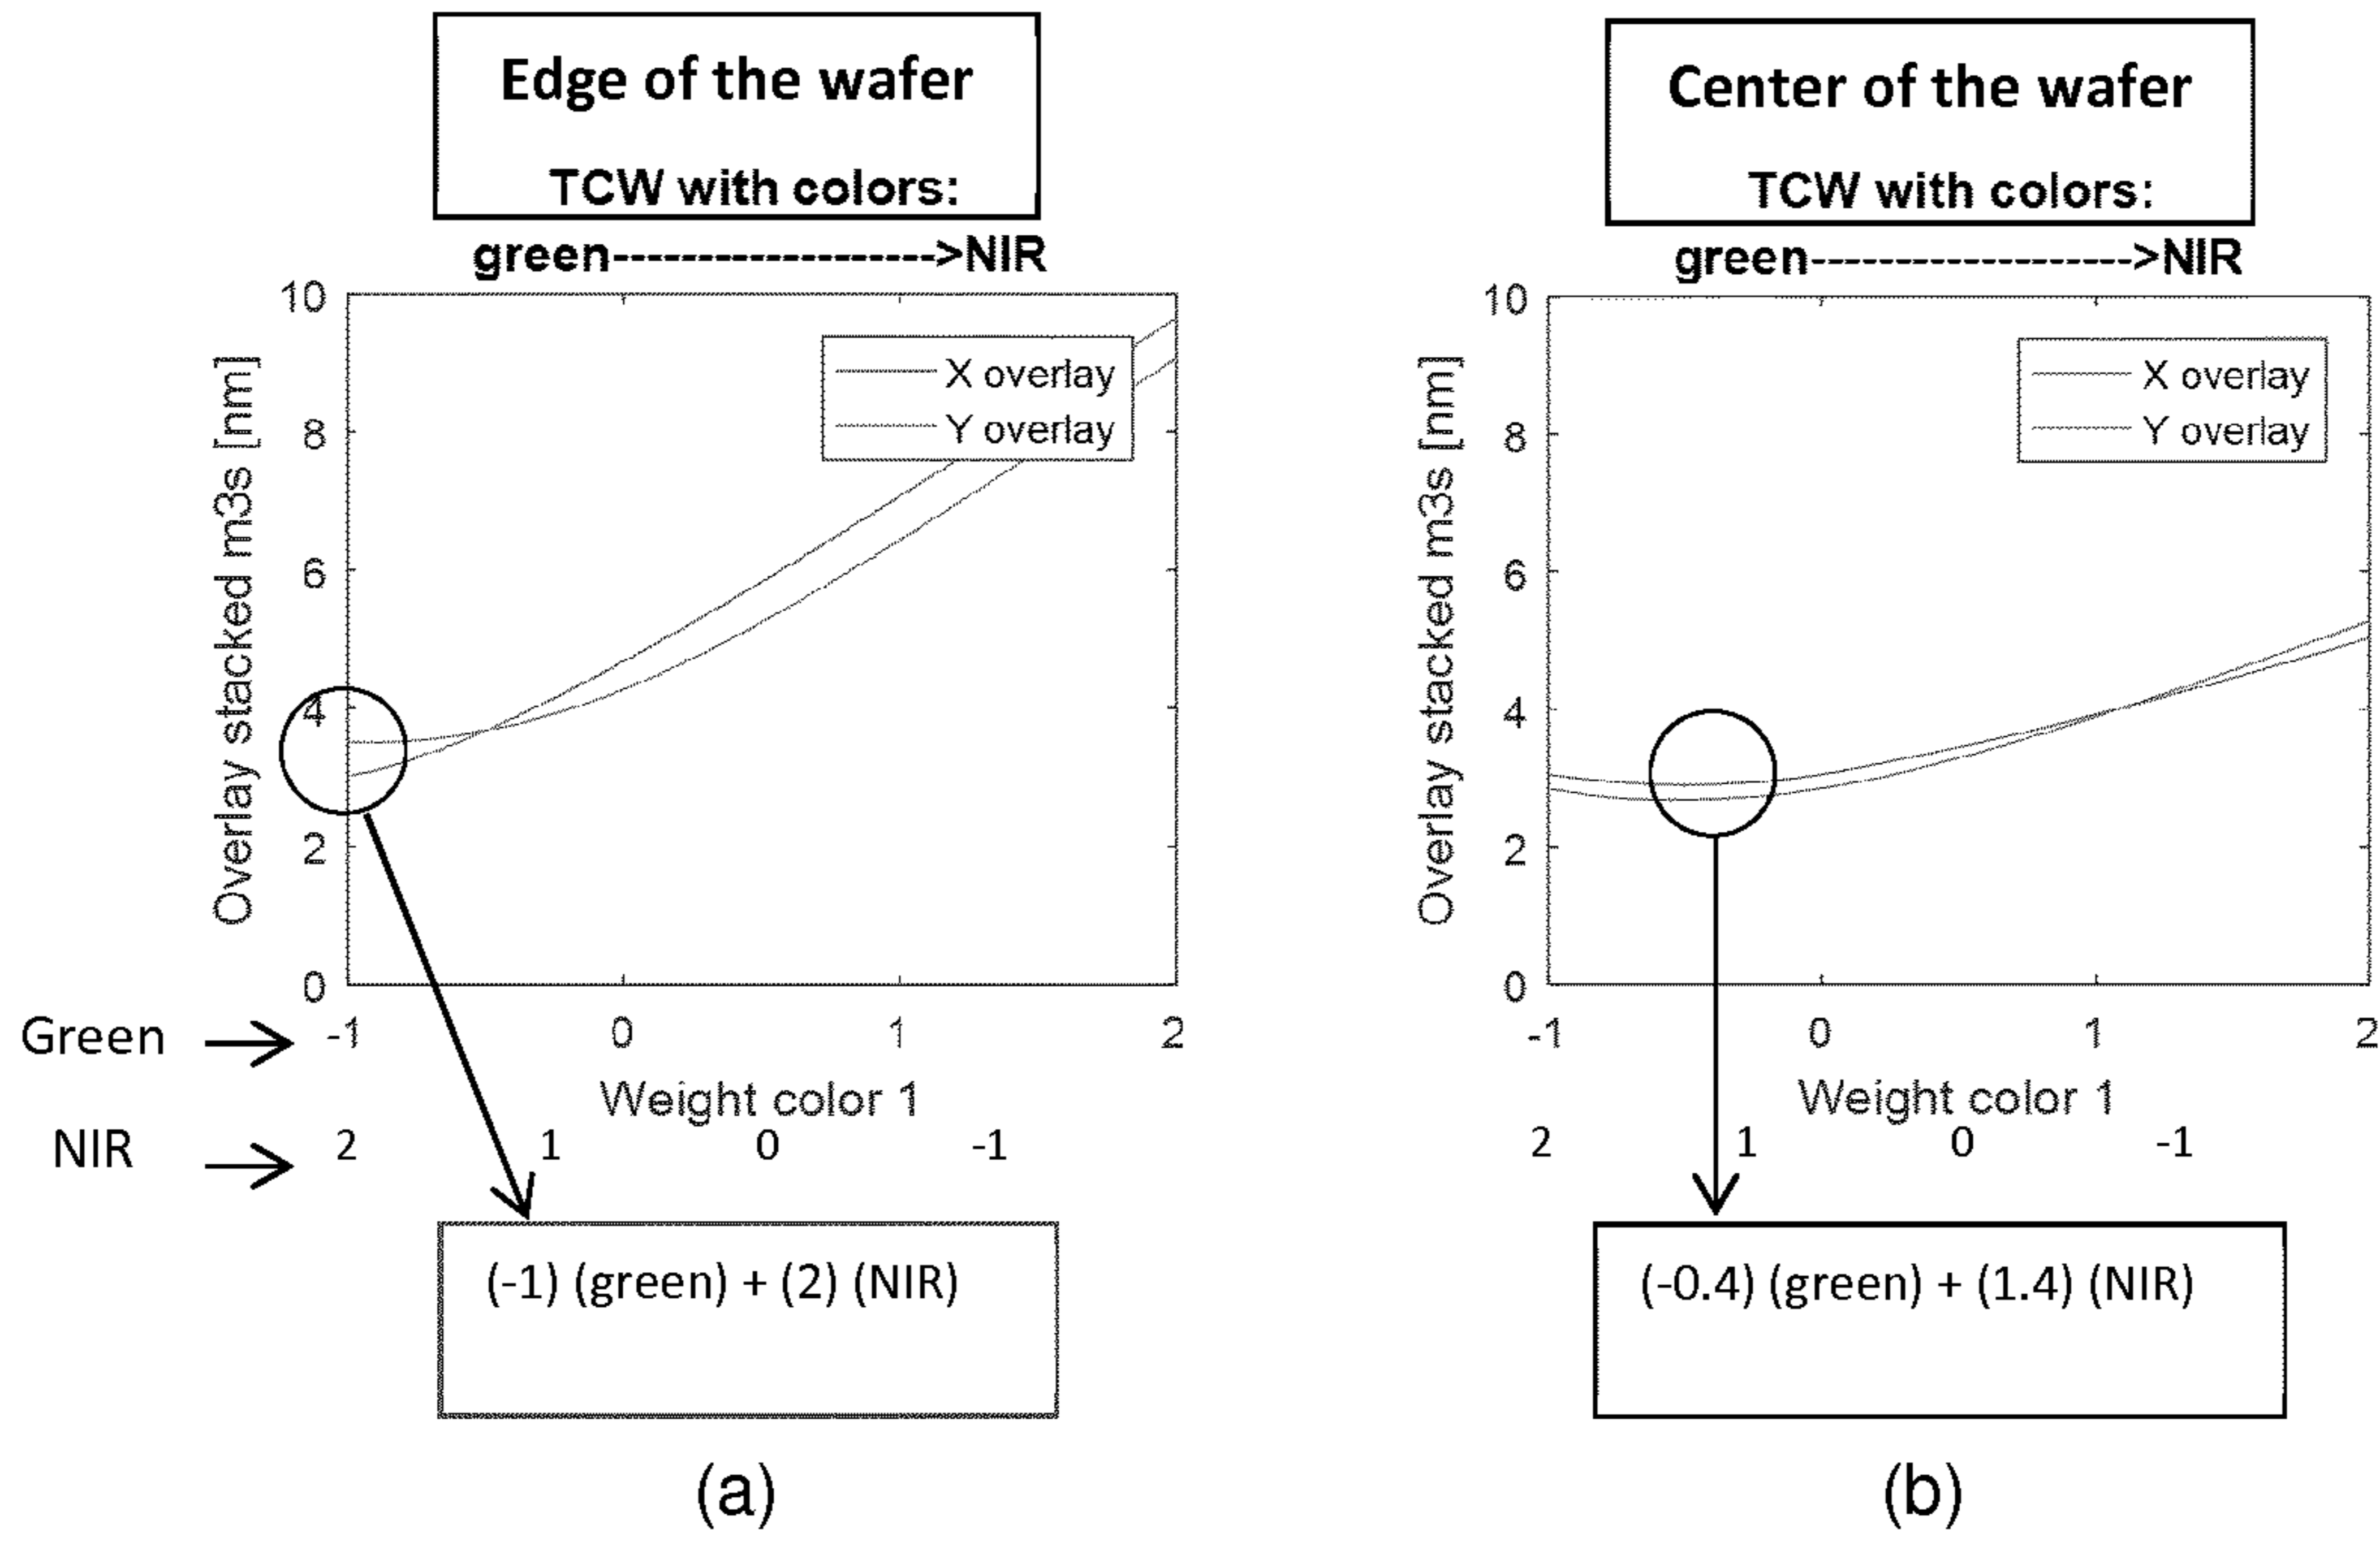 Edge of the wafer
TCW with colors:
green------------------->NIR
10
8
6
4
2
0
Overlay stacked m3s [nm]
X overlay
Y overlay
Green
-1 0 1 2
Weight color 1
NIR
2 1 0 -1
(-1) (green) + (2) (NIR)
(a)
Center of the wafer
TCW with colors:
green------------------->NIR
10
8
6
4
2
0
Overlay stacked m3s [nm]
X overlay
Y overlay
-1 0 1 2
Weight color 1
2 1 0 -1
(-0.4) (green) + (1.4) (NIR)
(b)